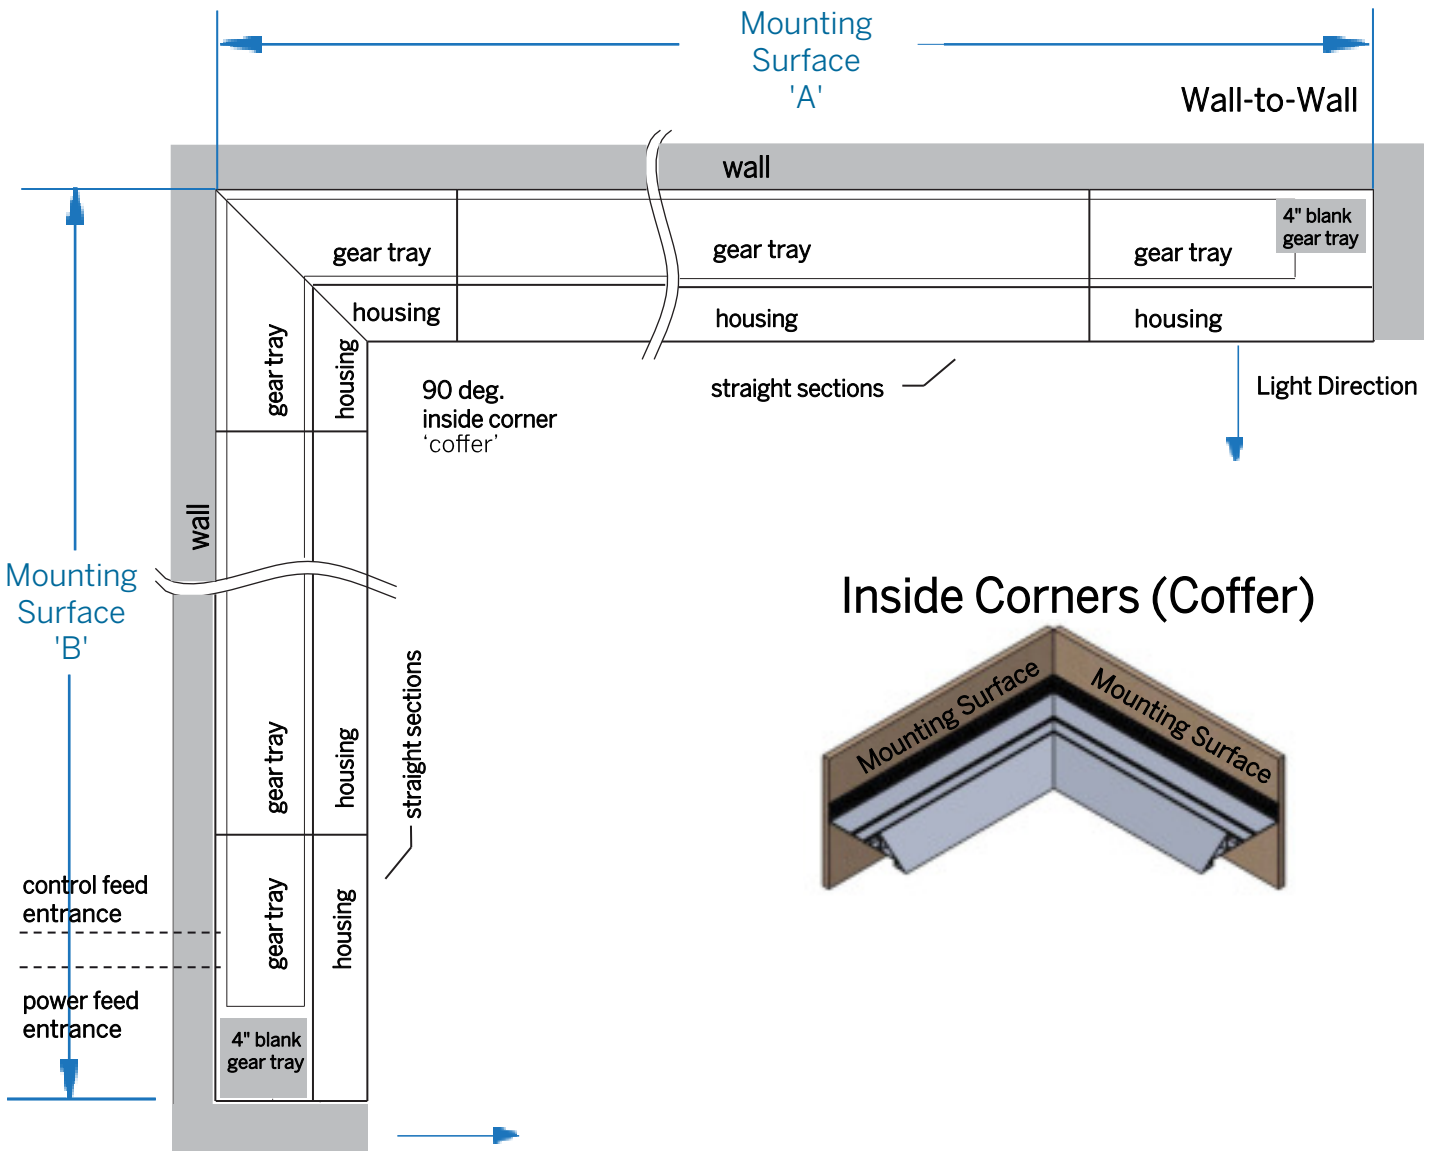 Mounting
Surface
'A'
Wall-to-Wall
wall
4" blank
gear tray
gear tray
gear tray
gear tray
housing
housing
housing
gear tray
housing
90 deg.
inside corner
‘coffer’
straight sections
Light Direction
wall
Mounting
Surface
'B'
Inside Corners (Coffer)
Mounting Surface
Mounting Surface
straight sections
gear tray
housing
control feed
entrance
gear tray
housing
power feed
entrance
4" blank
gear tray